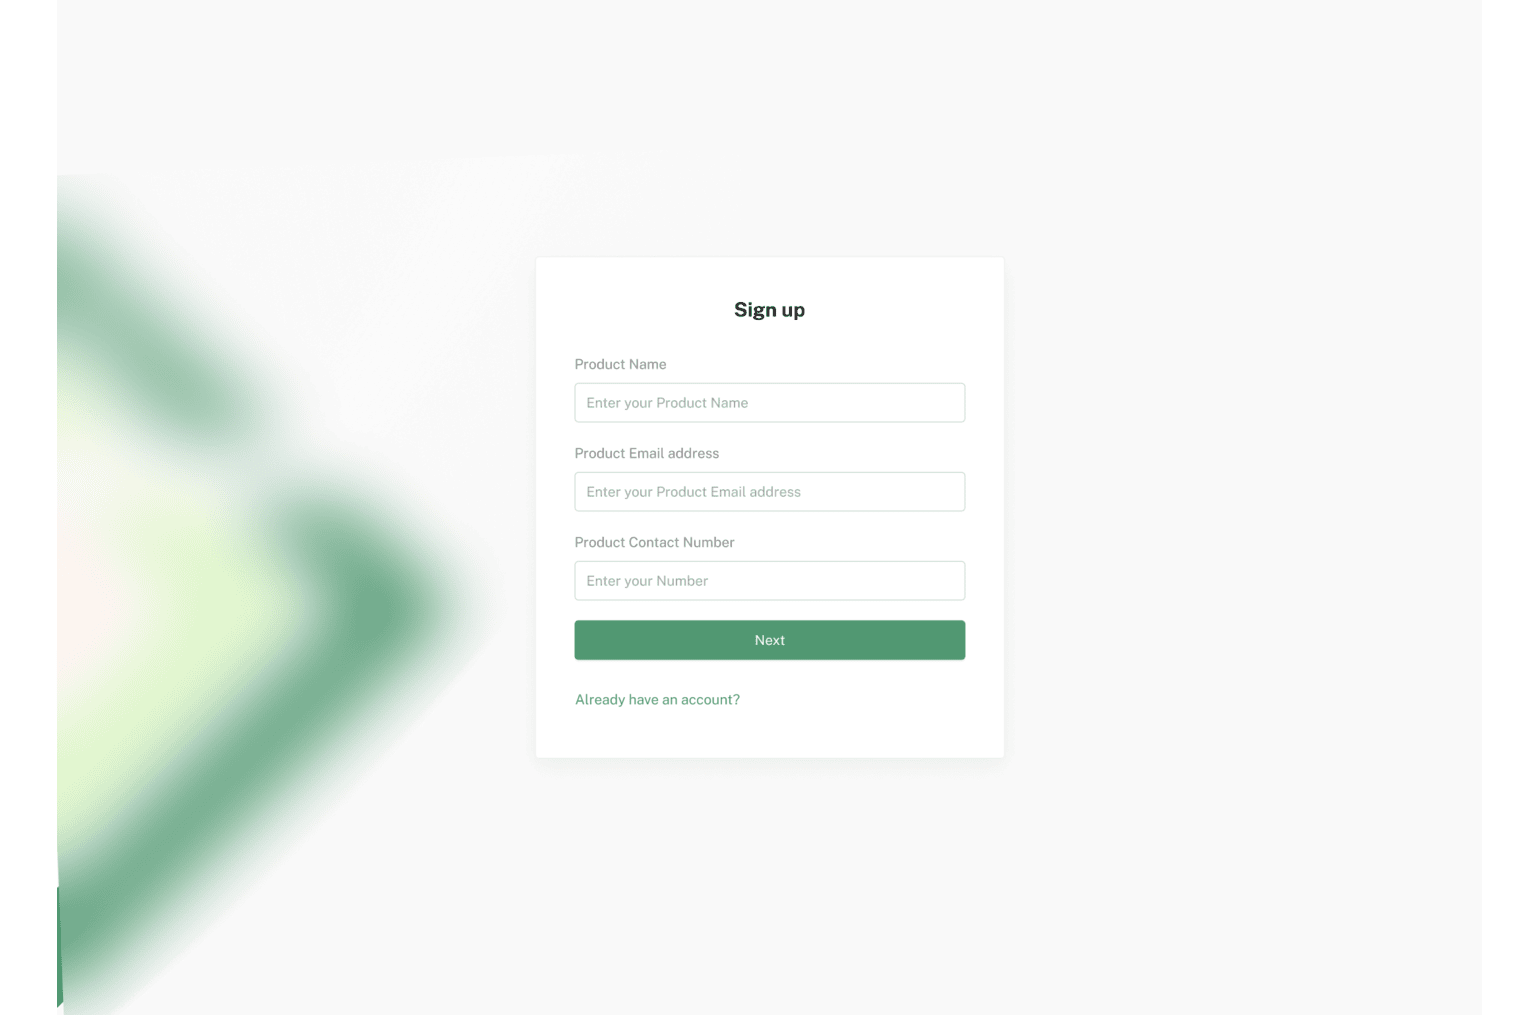 Sign up
Product Name
Enter your Product Name
Product Email address
Enter your Product Email address
Product Contact Number
Enter your Number
Next
Already have an account?